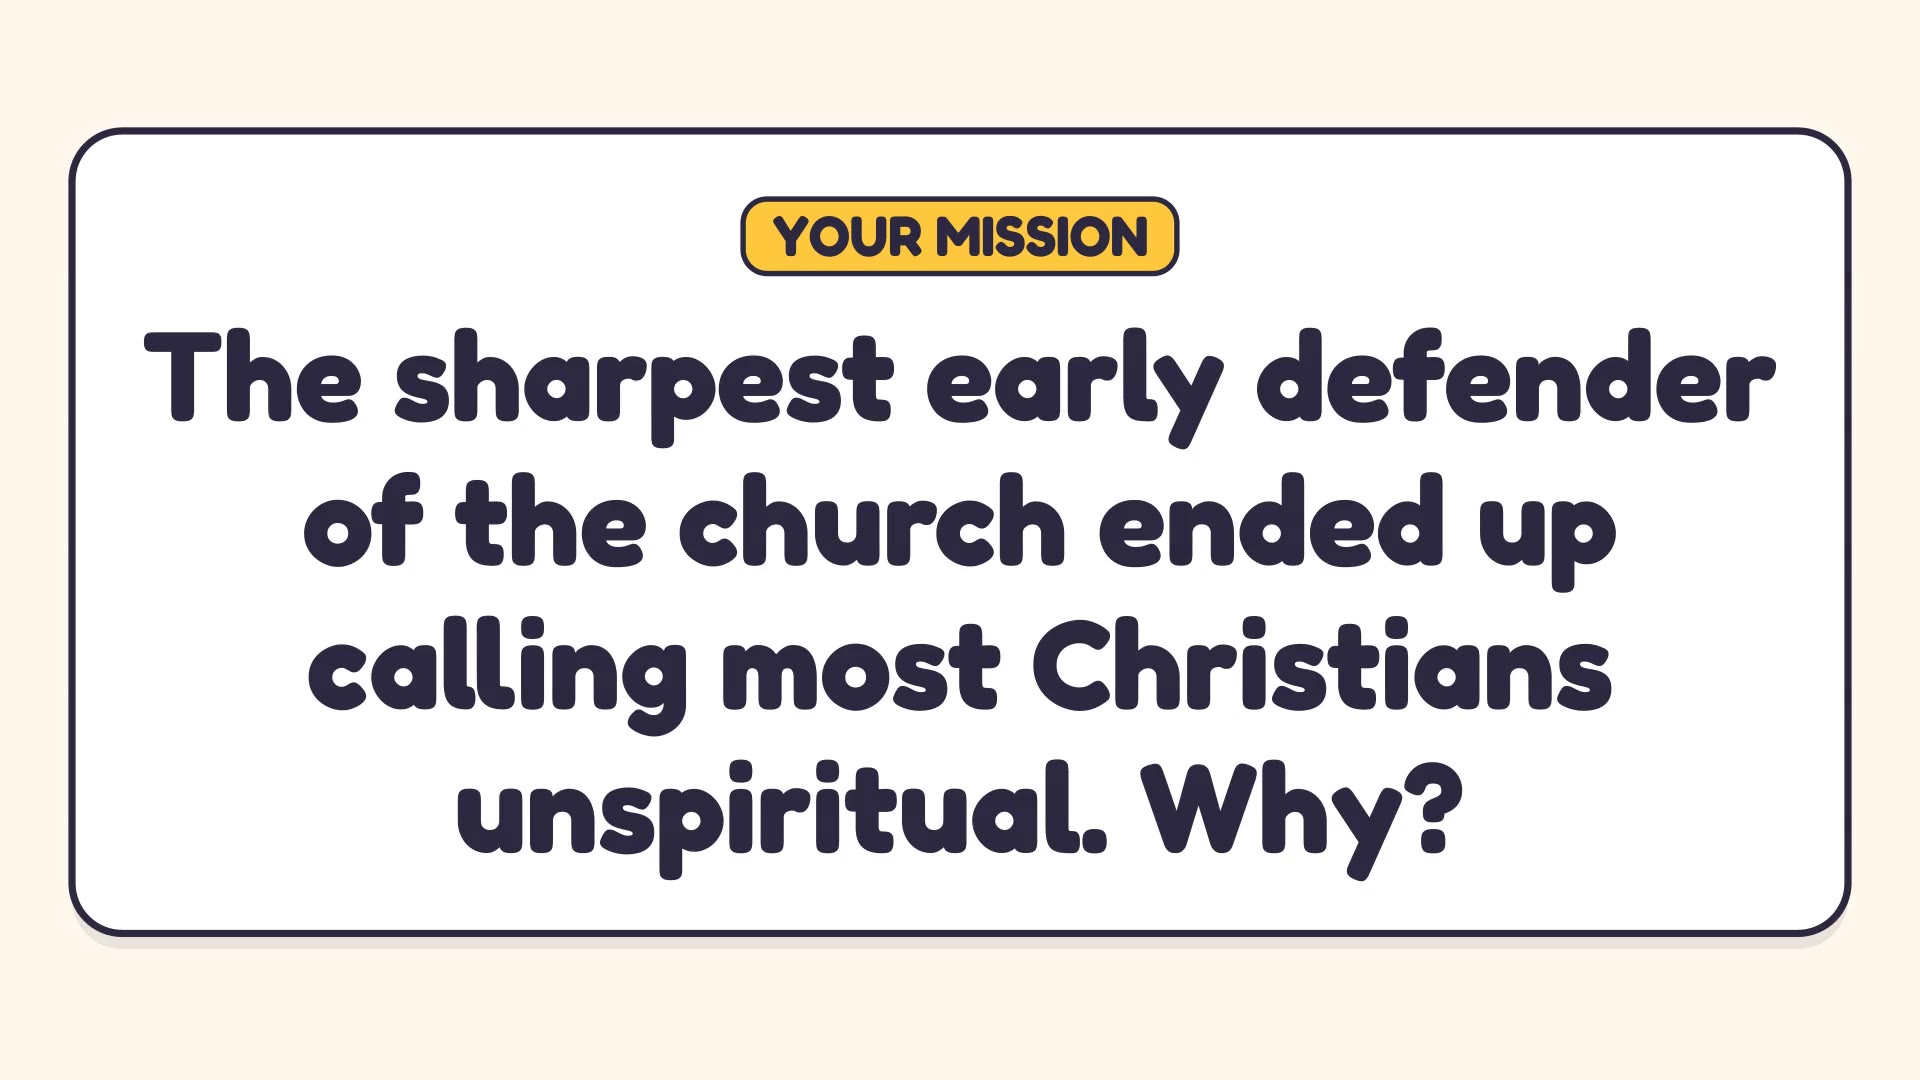 YOUR MISSION
The sharpest early defender
of the church ended up
calling most Christians
unspiritual. Why?